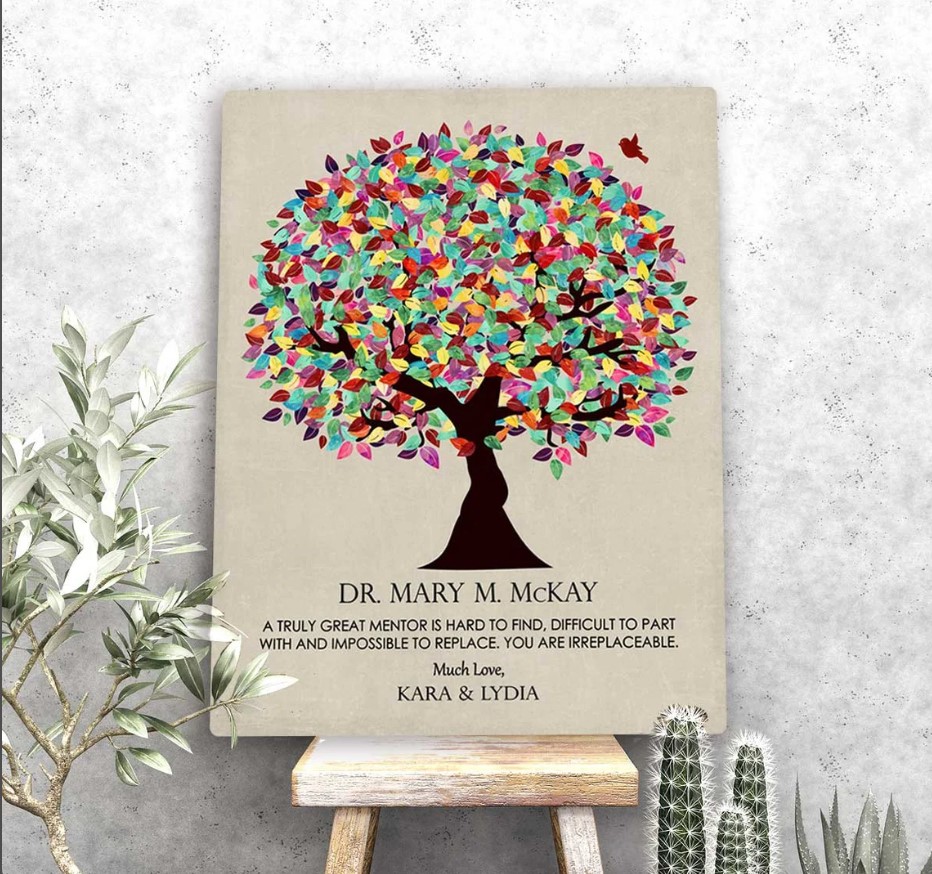 DR. MARY M. McKAY
A TRULY GREAT MENTOR IS HARD TO FIND, DIFFICULT TO PART
WITH AND IMPOSSIBLE TO REPLACE. YOU ARE IRREPLACEABLE.
Much Love,
KARA & LYDIA